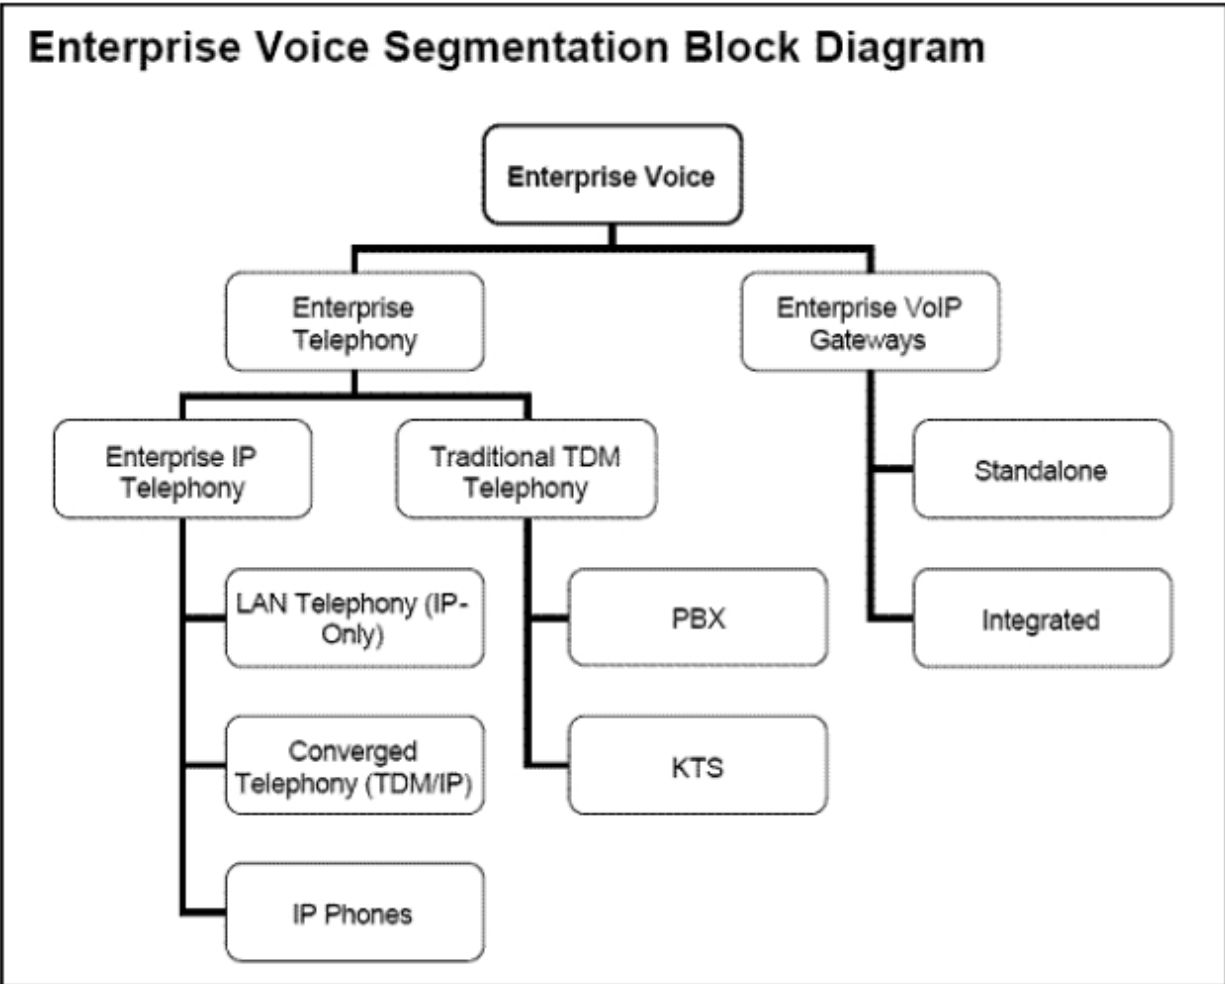 Enterprise Voice Segmentation Block Diagram
Enterprise Voice
Enterprise
Telephony
Enterprise VoIP
Gateways
Enterprise IP
Telephony
Traditional TDM
Telephony
Standalone
LAN Telephony (IP-
Only)
PBX
Integrated
Converged
Telephony (TDM/IP)
KTS
IP Phones